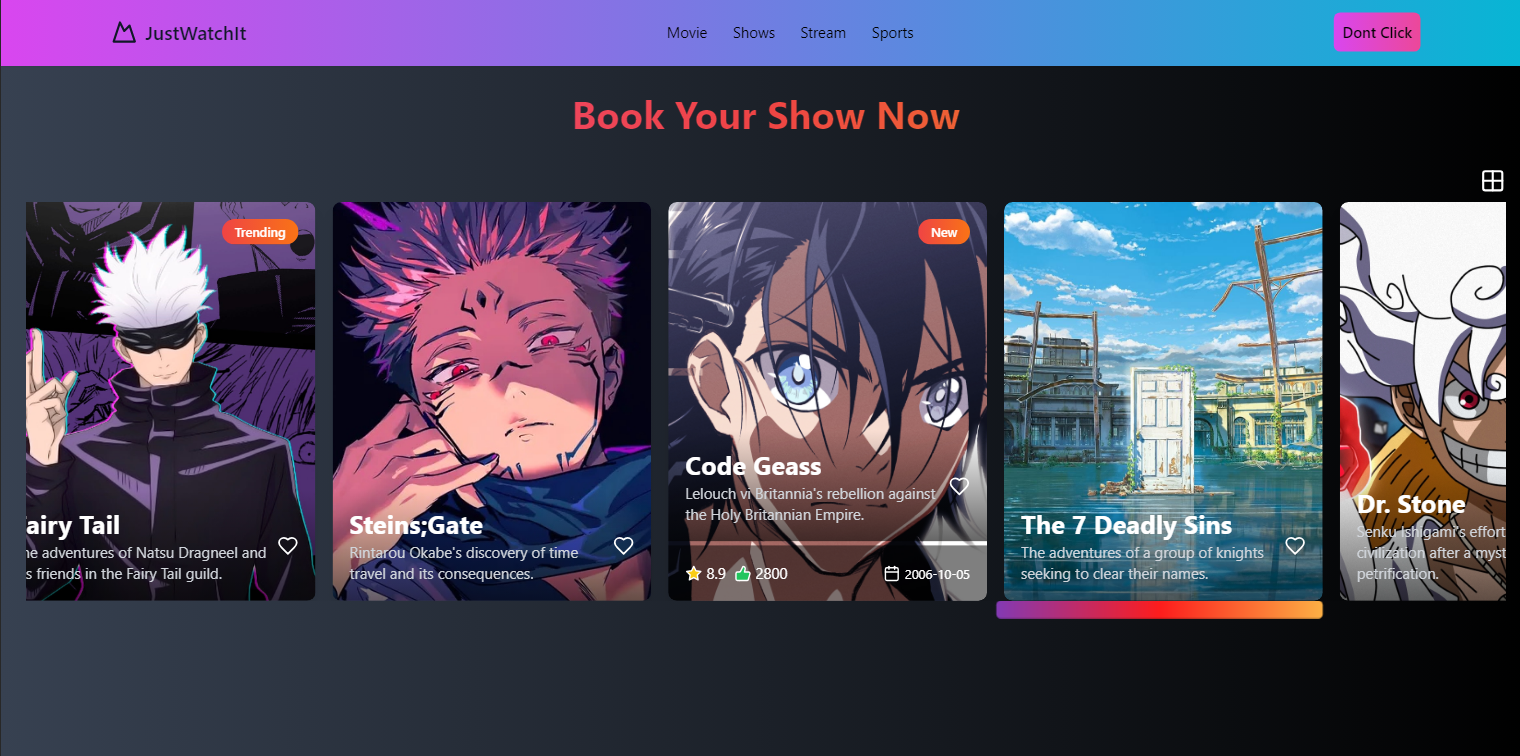 JustWatchIt
Movie Shows Stream Sports
Dont Click
Book Your Show Now
Trending
airy Tail
e adventures of Natsu Dragneel and
s friends in the Fairy Tail guild.
Steins;Gate
Rintarou Okabe's discovery of time
travel and its consequences.
New
Code Geass
Lelouch vi Britannia's rebellion against
the Holy Britannian Empire.
8.9 2800 2006-10-05
The 7 Deadly Sins
The adventures of a group of knights
seeking to clear their names.
Dr. Stone
Senku Ishigami's effort
civilization after a myst
petrification.